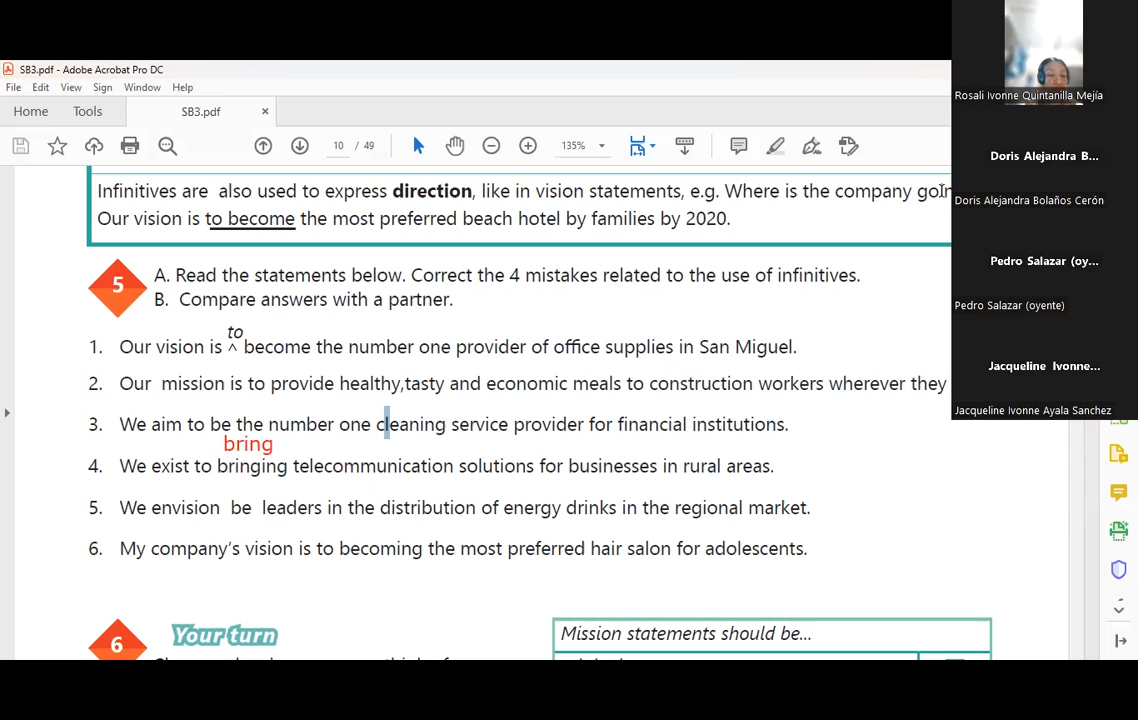 SB3.pdf - Adobe Acrobat Pro DC
File Edit View Sign Window Help
Home Tools SB3.pdf ×
10 / 49 135%
Infinitives are also used to express direction, like in vision statements, e.g. Where is the company goin
Our vision is to become the most preferred beach hotel by families by 2020.
5
A. Read the statements below. Correct the 4 mistakes related to the use of infinitives.
B. Compare answers with a partner.
to
1. Our vision is ^ become the number one provider of office supplies in San Miguel.
2. Our mission is to provide healthy,tasty and economic meals to construction workers wherever they
3. We aim to be the number one cleaning service provider for financial institutions.
bring
4. We exist to bringing telecommunication solutions for businesses in rural areas.
5. We envision be leaders in the distribution of energy drinks in the regional market.
6. My company's vision is to becoming the most preferred hair salon for adolescents.
6
Your turn
Mission statements should be...
Rosali Ivonne Quintanilla Mejía
Doris Alejandra B...
Doris Alejandra Bolaños Cerón
Pedro Salazar (oy...
Pedro Salazar (oyente)
Jacqueline Ivonne...
Jacqueline Ivonne Ayala Sanchez